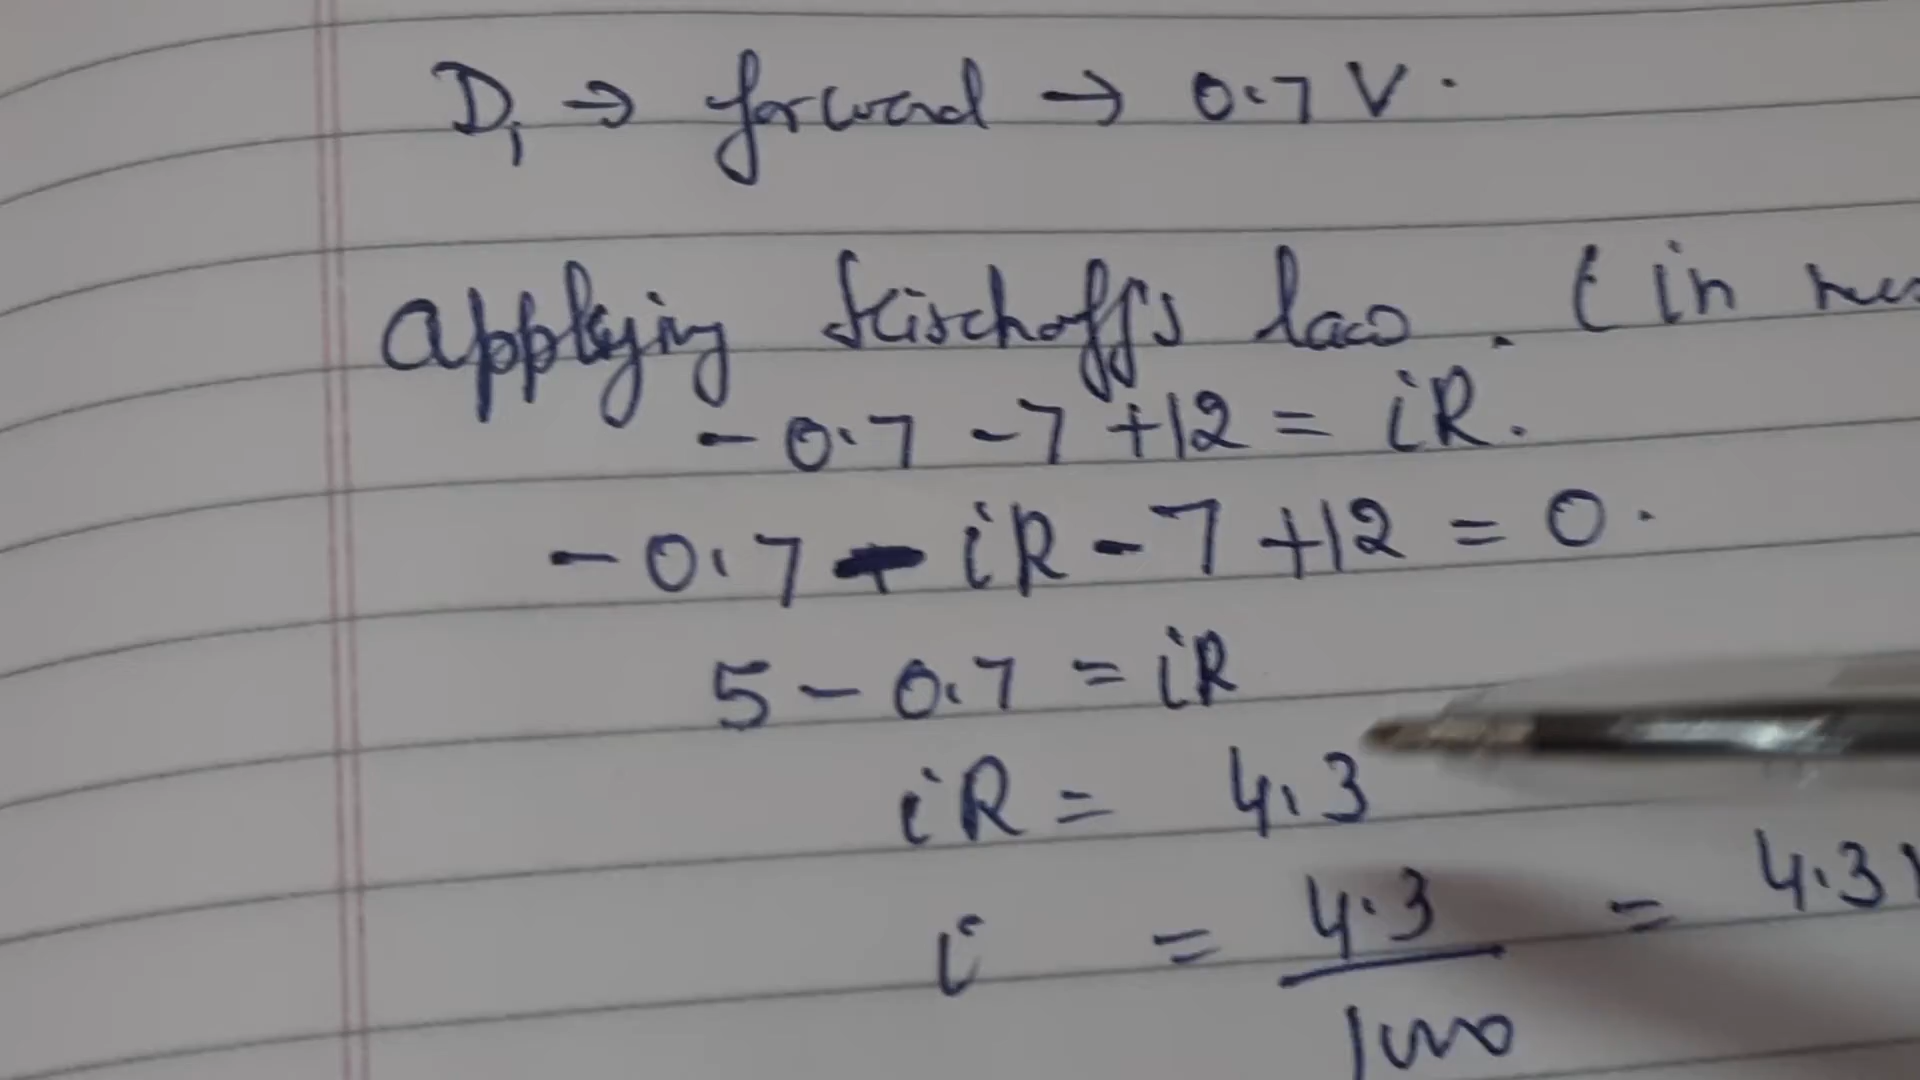 D₁ → forward → 0.7 V.
Applying Kirchoff's law. (in
- 0.7 - 7 + 12 = iR.
- 0.7 - iR - 7 + 12 = 0.
5 - 0.7 = iR
iR = 4.3
i = 4.3 / 1000 = 4.3